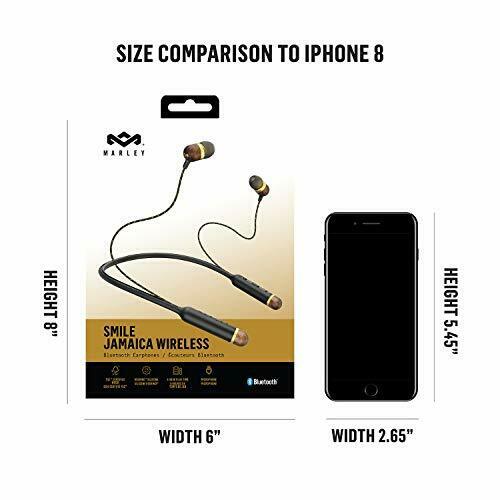 SIZE COMPARISON TO IPHONE 8
MARLEY
SMILE
JAMAICA WIRELESS
Bluetooth Earphones / Écouteurs Bluetooth
Bluetooth®
HEIGHT 8”
WIDTH 6”
HEIGHT 5.45”
WIDTH 2.65”